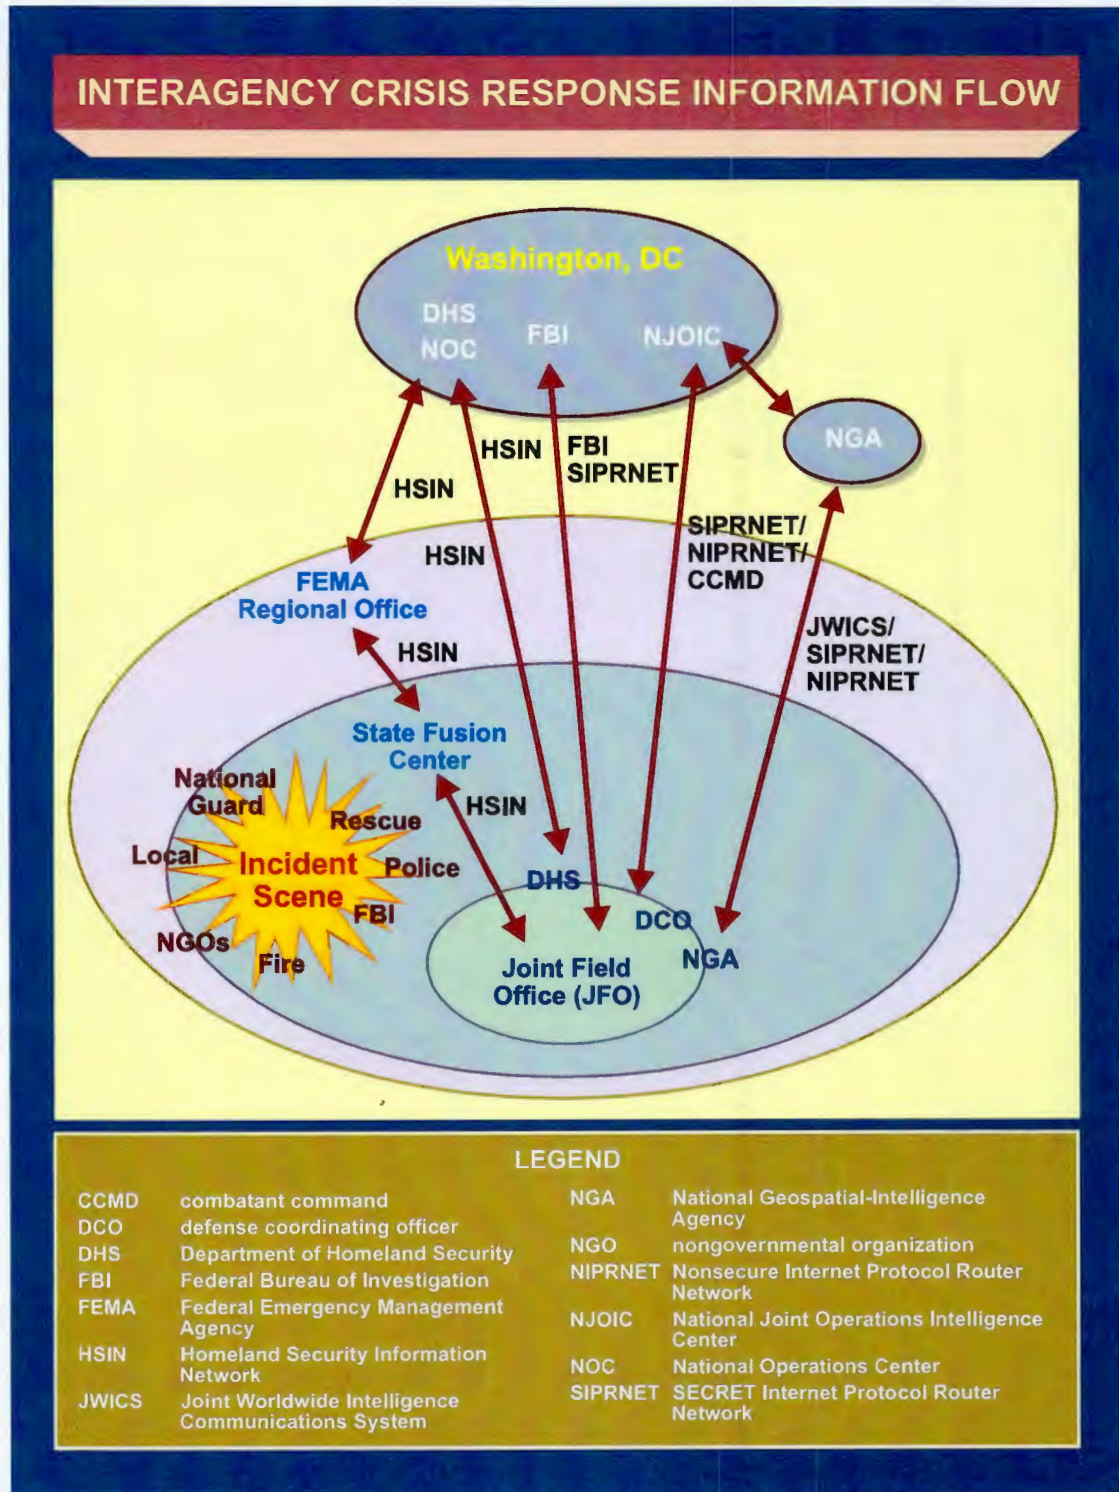 INTERAGENCY CRISIS RESPONSE INFORMATION FLOW
Washington, DC
DHS
NOC
FBI
NJOIC
NGA
HSIN
FBI
SIPRNET
HSIN
SIPRNET/
NIPRNET/
CCMD
HSIN
FEMA
Regional Office
JWICS/
SIPRNET/
NIPRNET
HSIN
State Fusion
Center
National
Guard
HSIN
Rescue
Local
Incident
Scene
Police
DHS
FBI
DCO
NGOs
Fire
NGA
Joint Field
Office (JFO)
LEGEND
CCMD combatant command
DCO defense coordinating officer
DHS Department of Homeland Security
FBI Federal Bureau of Investigation
FEMA Federal Emergency Management
Agency
HSIN Homeland Security Information
Network
JWICS Joint Worldwide Intelligence
Communications System
NGA National Geospatial-Intelligence
Agency
NGO nongovernmental organization
NIPRNET Nonsecure Internet Protocol Router
Network
NJOIC National Joint Operations Intelligence
Center
NOC National Operations Center
SIPRNET SECRET Internet Protocol Router
Network